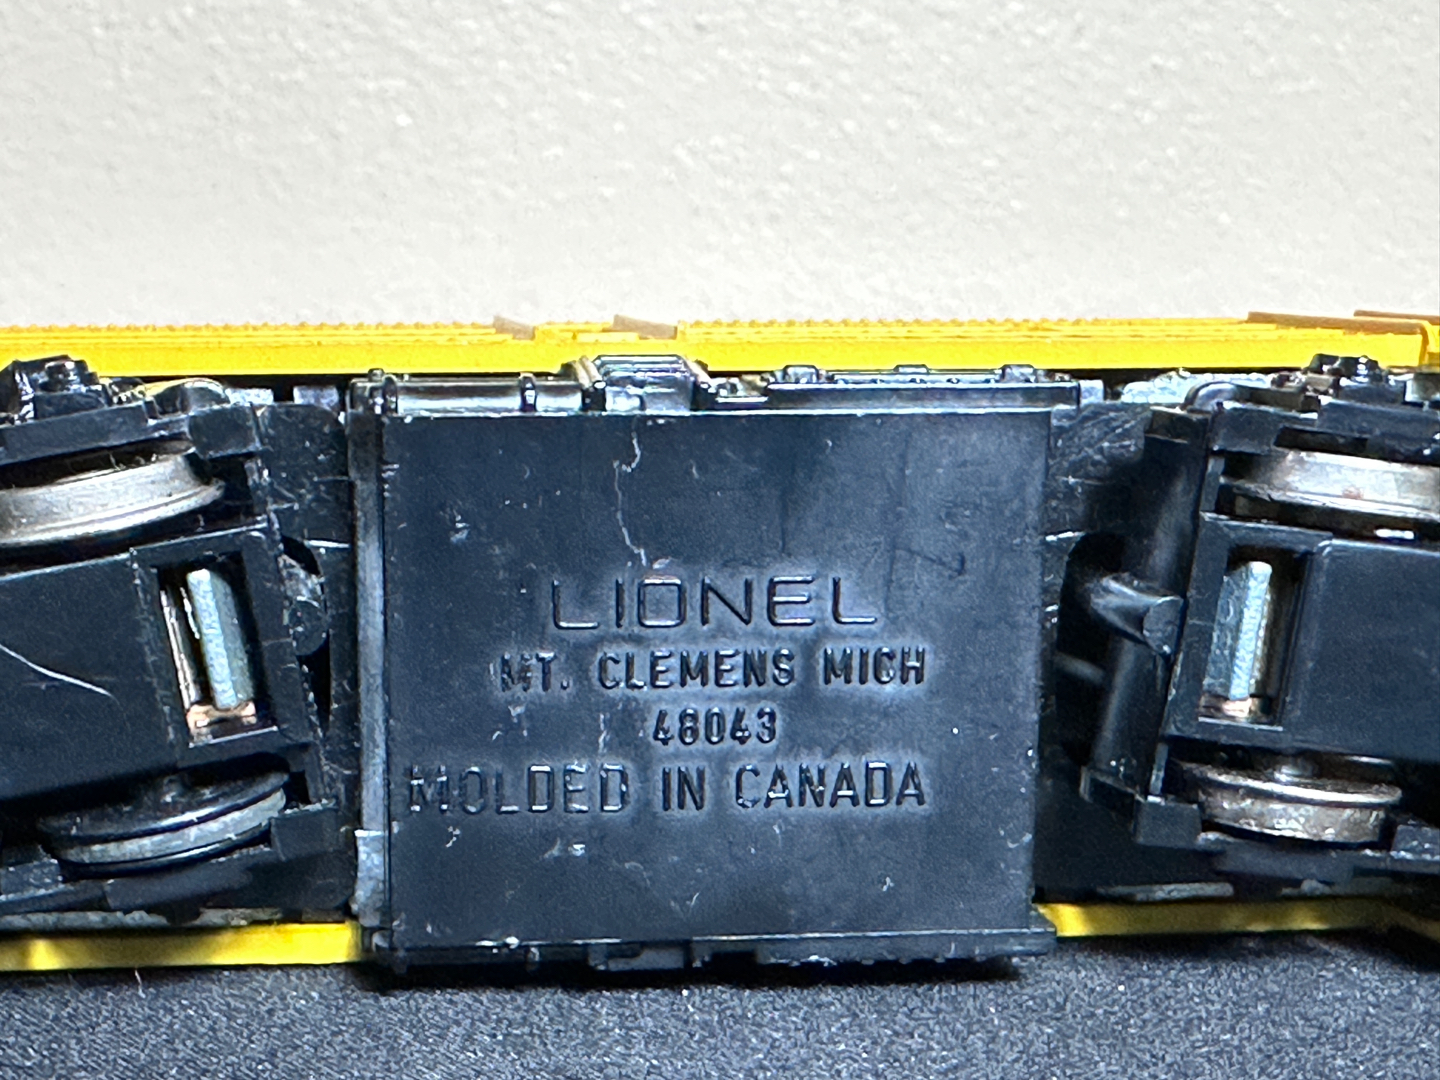 LIONEL
MT. CLEMENS MICH
48043
MOLDED IN CANADA